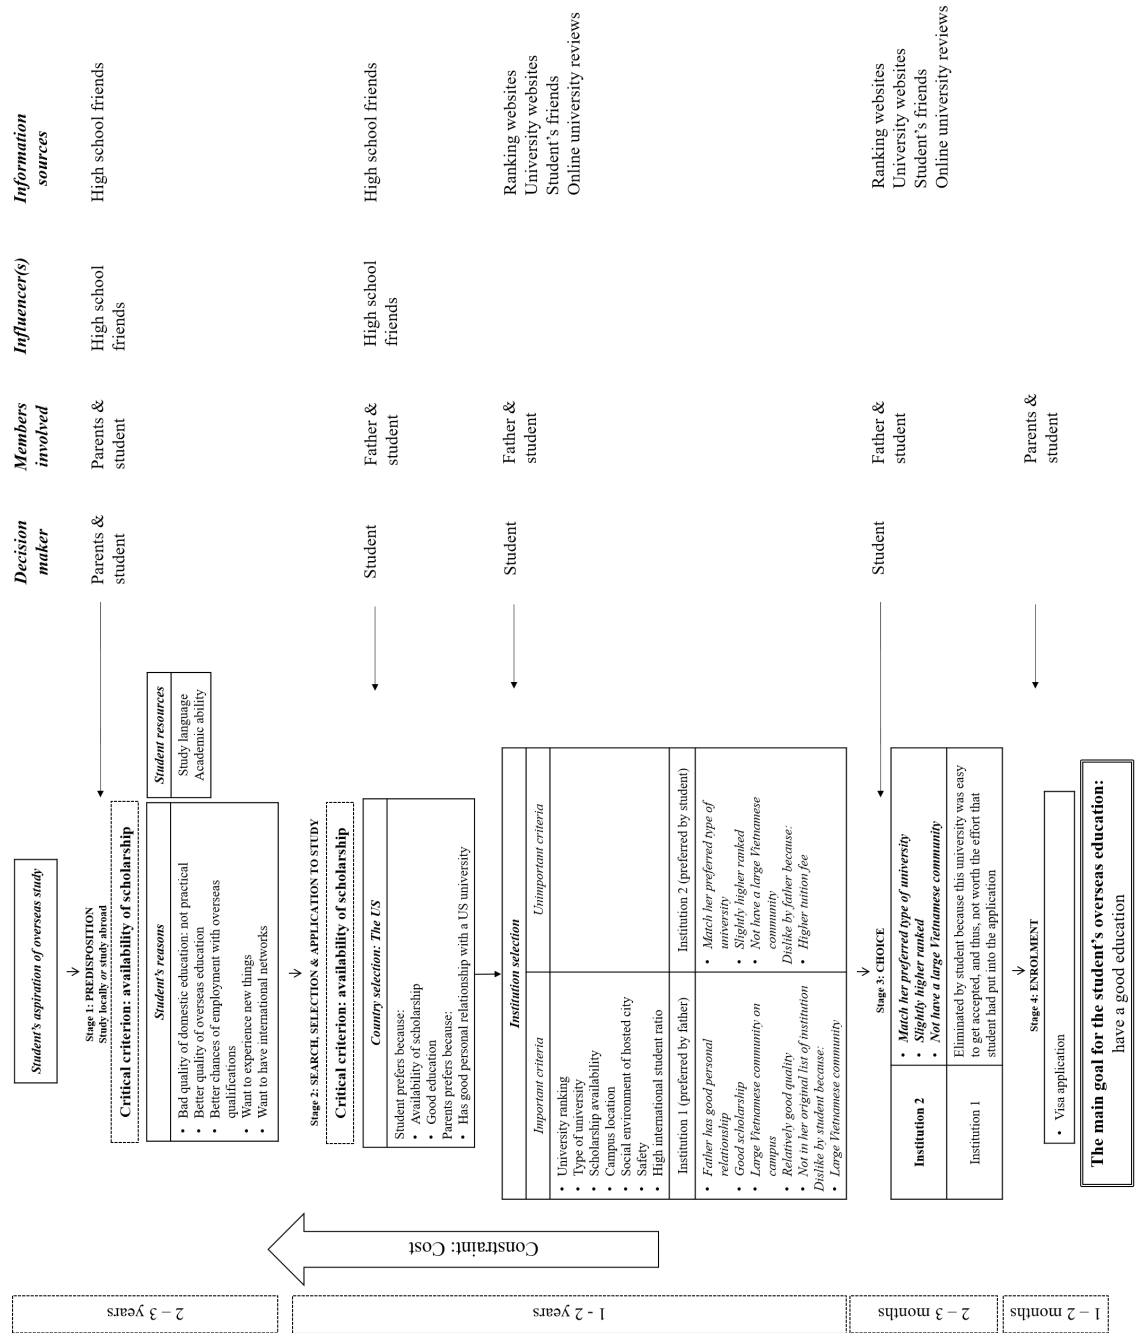 Decision
maker
Members
involved
Influencer(s)
Information
sources
Student's aspiration of overseas study
Stage 1: PREDISPOSITION
Study locally or study abroad
Critical criterion: availability of scholarship
Parents &
student
Parents &
student
High school
friends
High school friends
Student's reasons
• Bad quality of domestic education: not practical
• Better quality of overseas education
• Better chances of employment with overseas
qualifications
• Want to experience new things
• Want to have international networks
Student resources
Study language
Academic ability
2 – 3 years
Stage 2: SEARCH, SELECTION & APPLICATION TO STUDY
Critical criterion: availability of scholarship
Country selection: The US
Student prefers because:
• Availability of scholarship
• Good education
Parents prefers because:
• Has good personal relationship with a US university
Student
Father &
student
High school
friends
High school friends
Institution selection
Important criteria
Unimportant criteria
• University ranking
• Type of university
• Scholarship availability
• Campus location
• Social environment of hosted city
• Safety
• High international student ratio
Institution 1 (preferred by father)
Institution 2 (preferred by student)
• Father has good personal
relationship
• Good scholarship
• Large Vietnamese community on
campus
• Relatively good quality
• Not in her original list of institution
Dislike by student because:
• Large Vietnamese community
• Match her preferred type of
university
• Slightly higher ranked
• Not have a large Vietnamese
community
Dislike by father because:
• Higher tuition fee
Student
Father &
student
Ranking websites
University websites
Student's friends
Online university reviews
Constraint: Cost
1 - 2 years
Stage 3: CHOICE
Institution 2
• Match her preferred type of university
• Slightly higher ranked
• Not have a large Vietnamese community
Institution 1
Eliminated by student because this university was easy
to get accepted, and thus, not worth the effort that
student had put into the application
Student
Father &
student
Ranking websites
University websites
Student's friends
Online university reviews
2 – 3 months
Stage 4: ENROLMENT
• Visa application
Parents &
student
1 – 2 months
The main goal for the student's overseas education:
have a good education